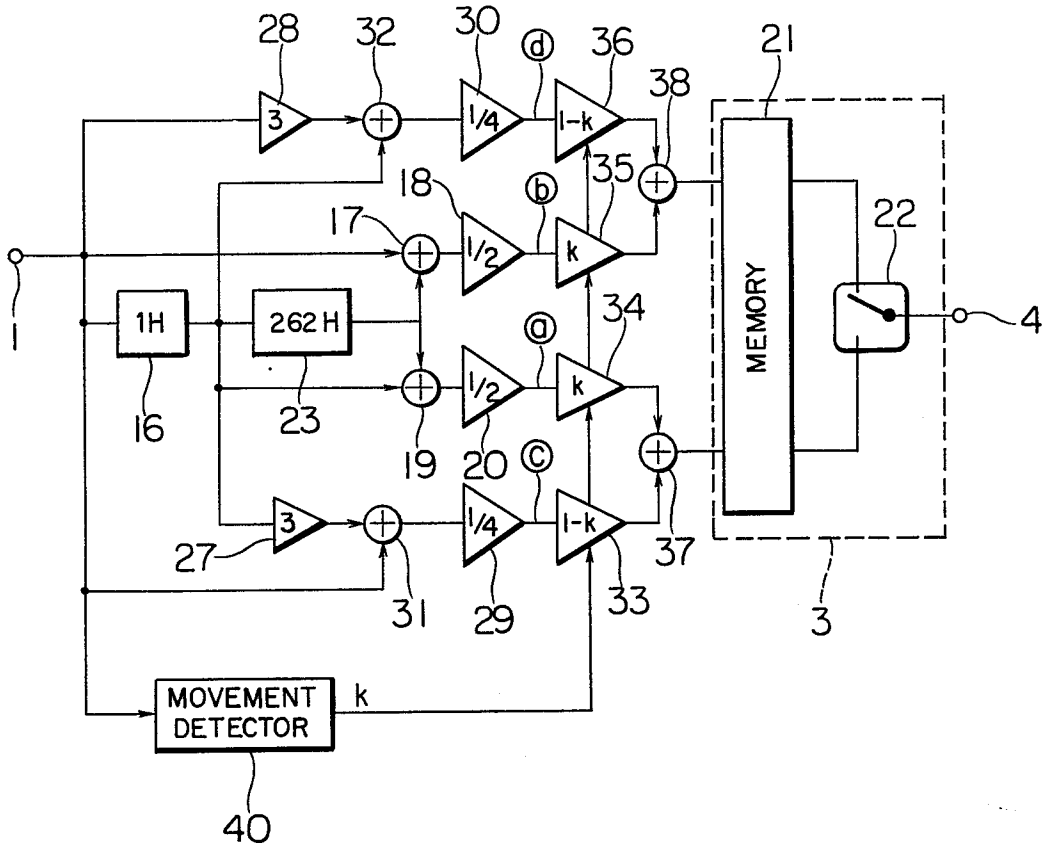 28 32 30 ⓓ 36 21
3 + 1/4 1-k 38
18 ⓑ 35 +
17 + 1/2 k 22
1 1H 262H ⓐ 34 MEMORY 4
16 23 + 1/2 k
19 20 ⓒ +
3 + 1/4 1-k 37
27 31 29 33 3
MOVEMENT k
DETECTOR
40